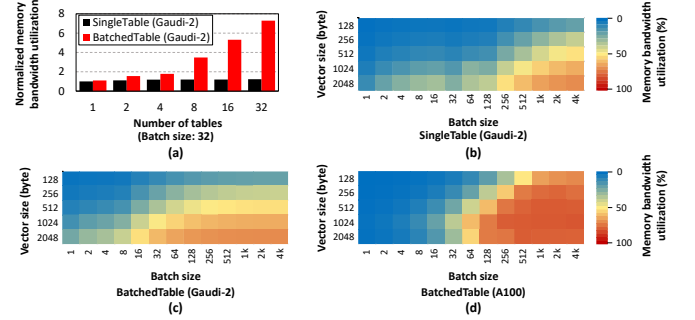 Normalized memory
bandwidth utilization
8
6
4
2
0
SingleTable (Gaudi-2)
BatchedTable (Gaudi-2)
1 2 4 8 16 32
Number of tables
(Batch size: 32)
(a)
Vector size (byte)
128
256
512
1024
2048
1 2 4 8 16 32 64 128 256 512 1k 2k 4k
Batch size
SingleTable (Gaudi-2)
(b)
0
50
100
Memory bandwidth
utilization (%)
Vector size (byte)
128
256
512
1024
2048
1 2 4 8 16 32 64 128 256 512 1k 2k 4k
Batch size
BatchedTable (Gaudi-2)
(c)
Vector size (byte)
128
256
512
1024
2048
1 2 4 8 16 32 64 128 256 512 1k 2k 4k
Batch size
BatchedTable (A100)
(d)
0
50
100
Memory bandwidth
utilization (%)